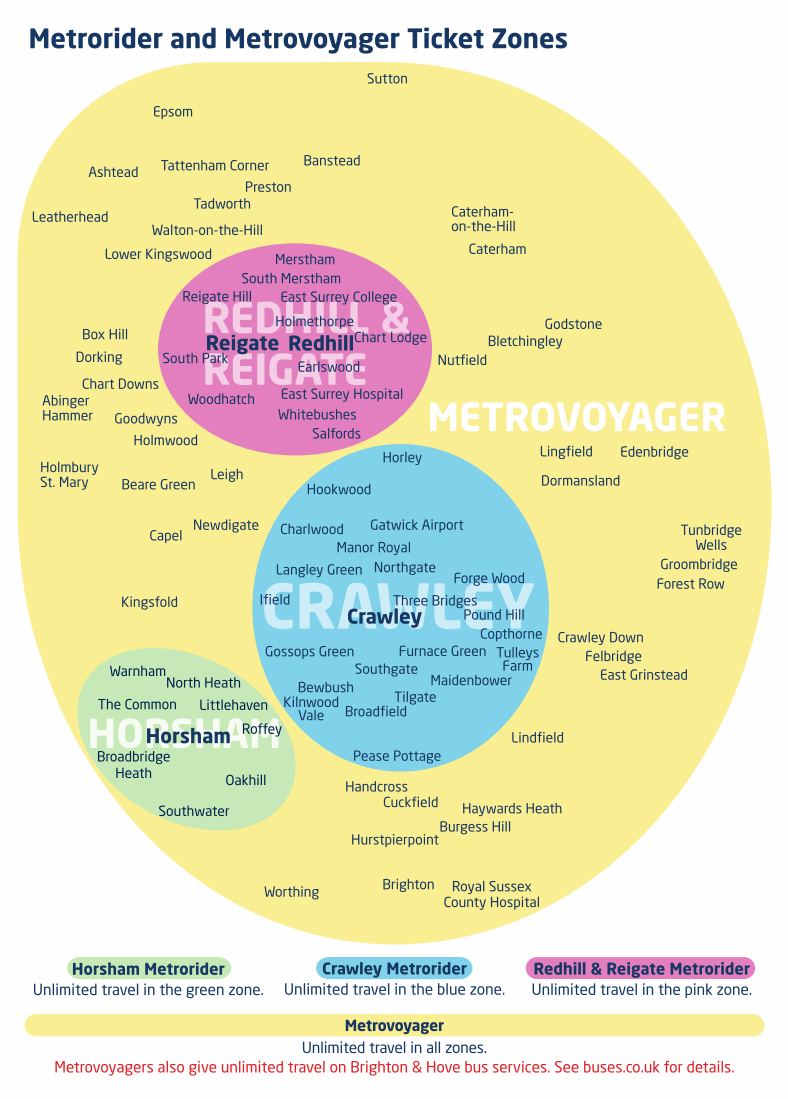 Metrorider and Metrovoyager Ticket Zones
Sutton
Epsom
Banstead
Tattenham Corner
Ashtead
Preston
Tadworth
Leatherhead
Caterham-
on-the-Hill
Walton-on-the-Hill
Caterham
Lower Kingswood
Merstham
South Merstham
Reigate Hill
East Surrey College
REDHILL &
REIGATE
Holmethorpe
Chart Lodge
Reigate
Redhill
South Park
Earlswood
Woodhatch
East Surrey Hospital
Whitebushes
Salfords
Godstone
Bletchingley
Nutfield
Box Hill
Dorking
Chart Downs
Abinger
Hammer
Goodwyns
Holmwood
METROVOYAGER
Lingfield
Edenbridge
Dormansland
Holmbury
St. Mary
Beare Green
Leigh
Newdigate
Capel
Kingsfold
Tunbridge
Wells
Groombridge
Forest Row
Horley
Hookwood
Charlwood
Gatwick Airport
Manor Royal
Langley Green
Northgate
Forge Wood
CRAWLEY
Ifield
Three Bridges
Crawley
Pound Hill
Copthorne
Gossops Green
Furnace Green
Tulleys
Farm
Southgate
Maidenbower
Bewbush
Tilgate
Kilnwood
Vale
Broadfield
Pease Pottage
Crawley Down
Felbridge
East Grinstead
Warnham
North Heath
The Common
Littlehaven
HORSHAM
Horsham
Roffey
Broadbridge
Heath
Oakhill
Southwater
Lindfield
Handcross
Cuckfield
Haywards Heath
Burgess Hill
Hurstpierpoint
Worthing
Brighton
Royal Sussex
County Hospital
Horsham Metrorider
Unlimited travel in the green zone.
Crawley Metrorider
Unlimited travel in the blue zone.
Redhill & Reigate Metrorider
Unlimited travel in the pink zone.
Metrovoyager
Unlimited travel in all zones.
Metrovoyagers also give unlimited travel on Brighton & Hove bus services. See buses.co.uk for details.